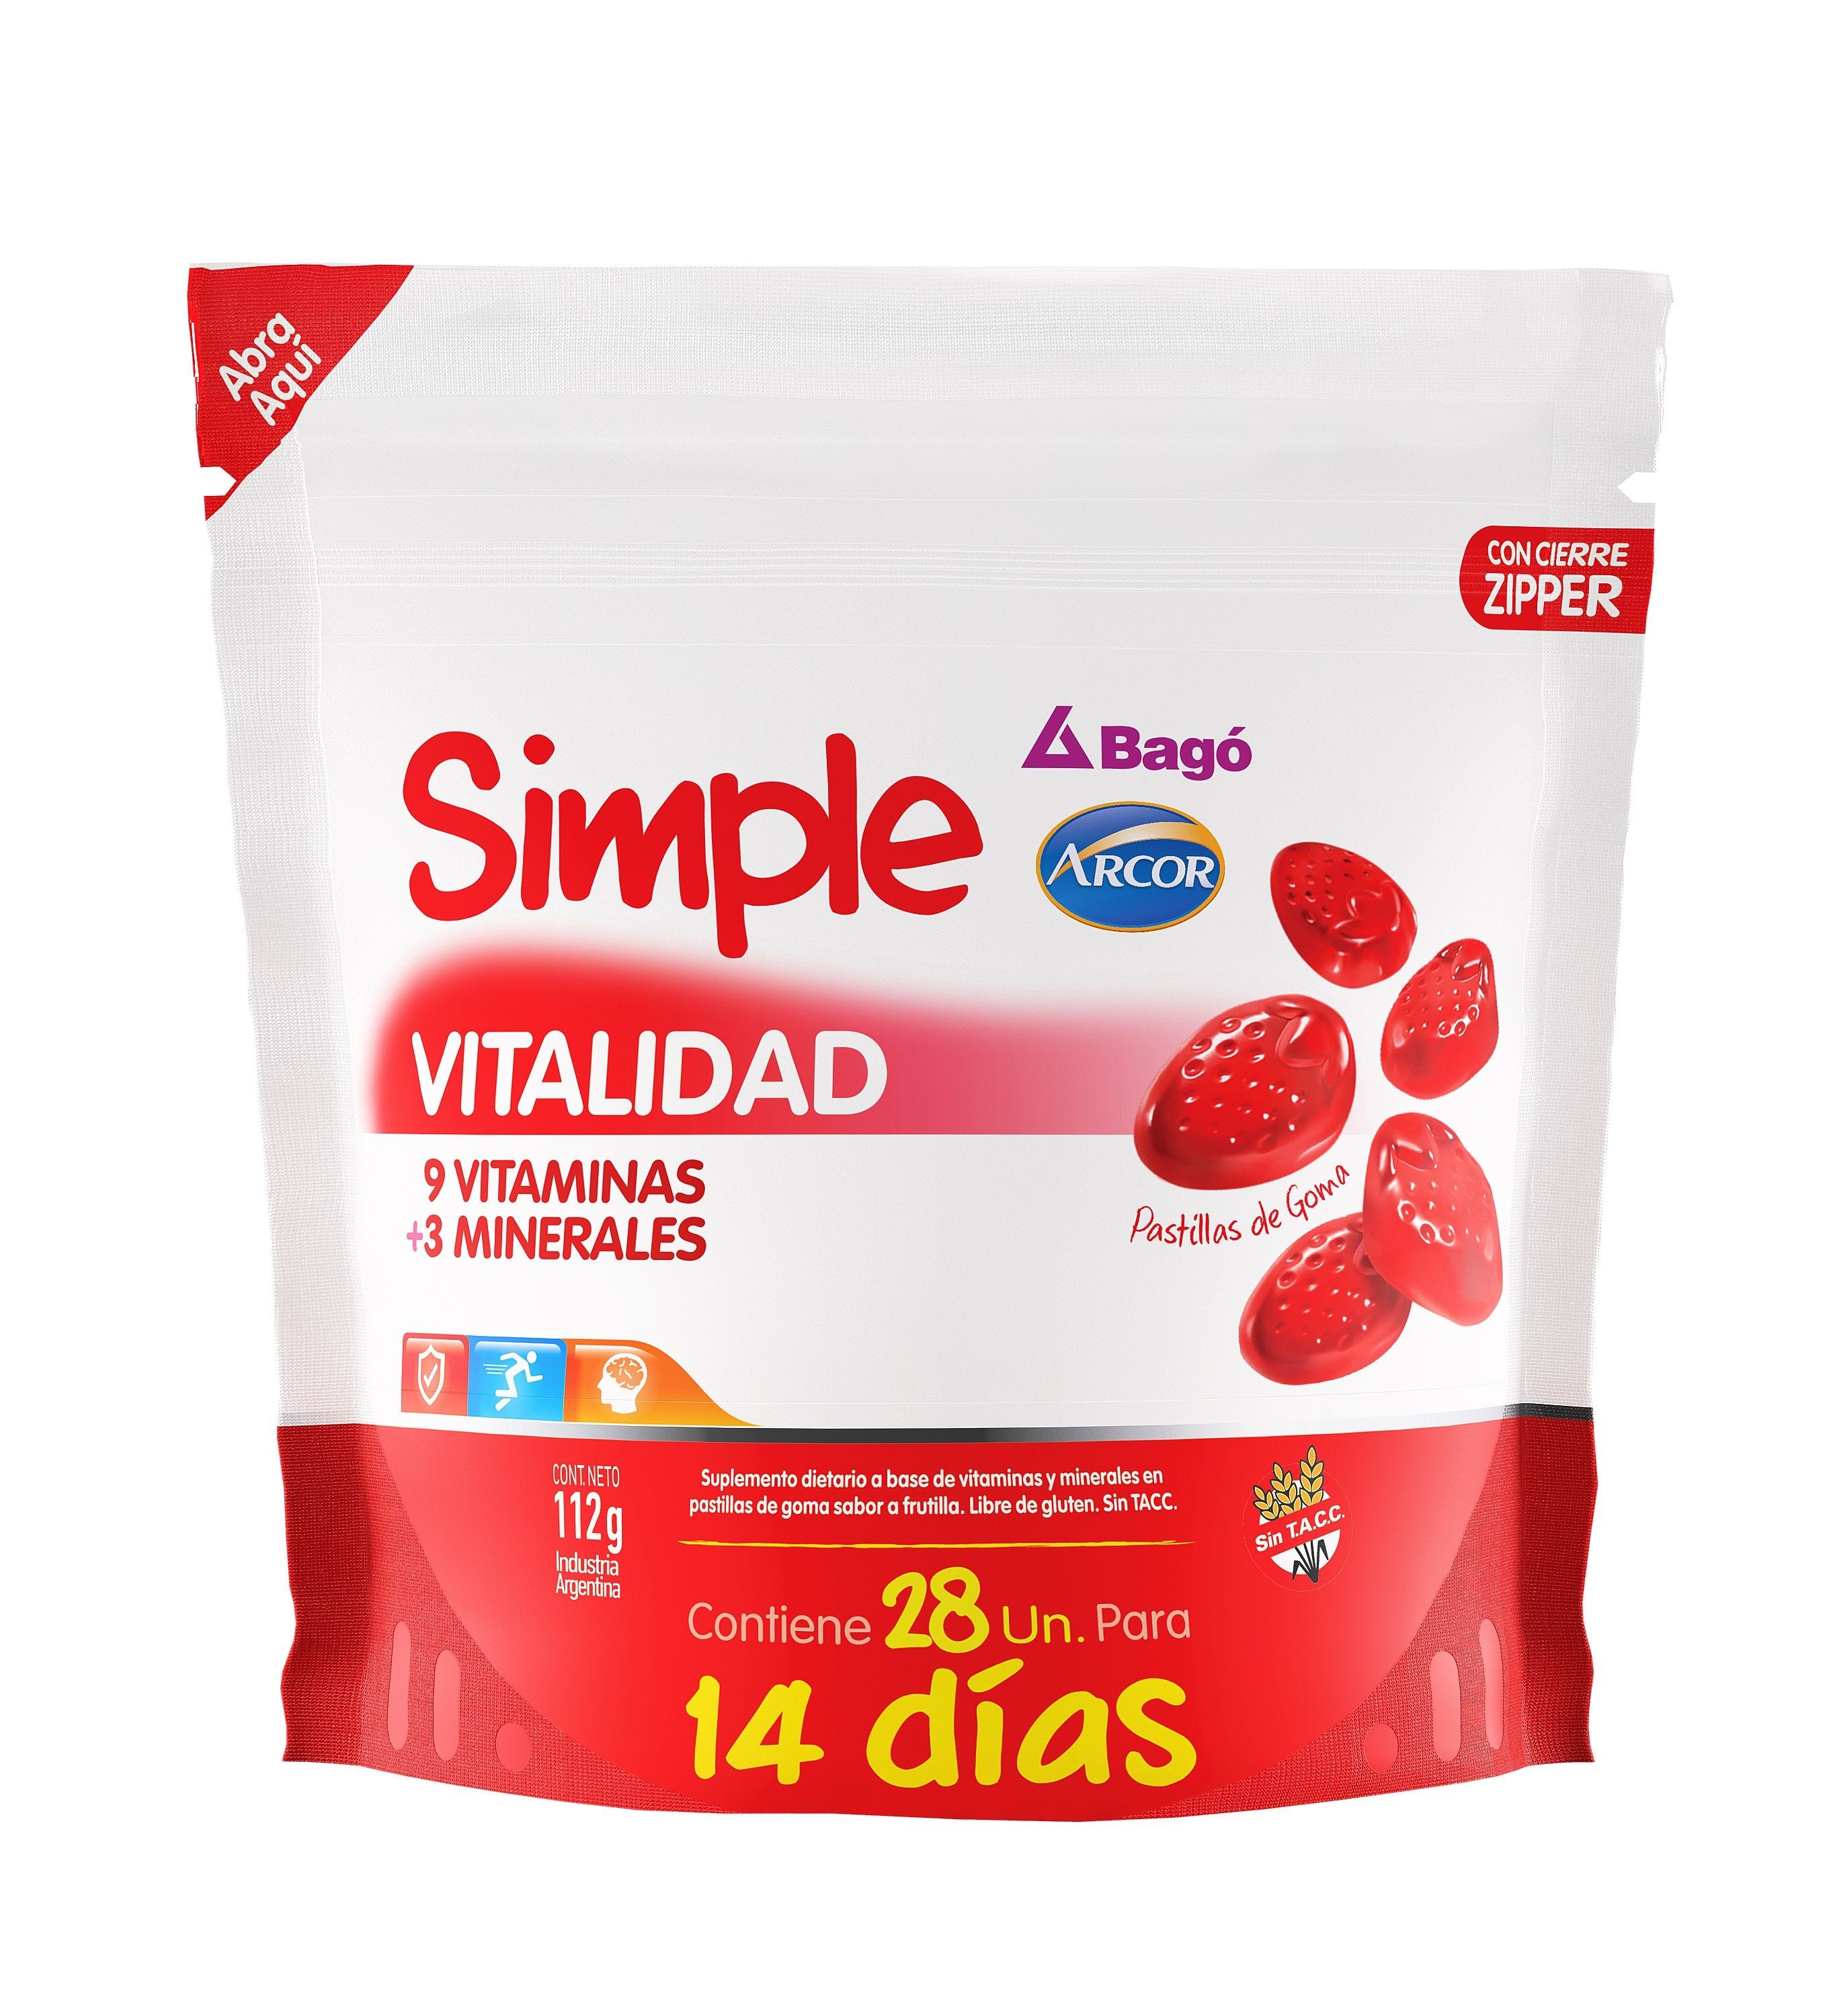 Abra
Aquí
CON CIERRE
ZIPPER
Simple
Bagó
ARCOR
VITALIDAD
9 VITAMINAS
+3 MINERALES
Pastillas de Goma
CONT. NETO
112g
Industria
Argentina
Suplemento dietario a base de vitaminas y minerales en
pastillas de goma sabor a frutilla. Libre de gluten. Sin TACC.
Sin T.A.C.C.
Contiene 28 Un. Para
14 días